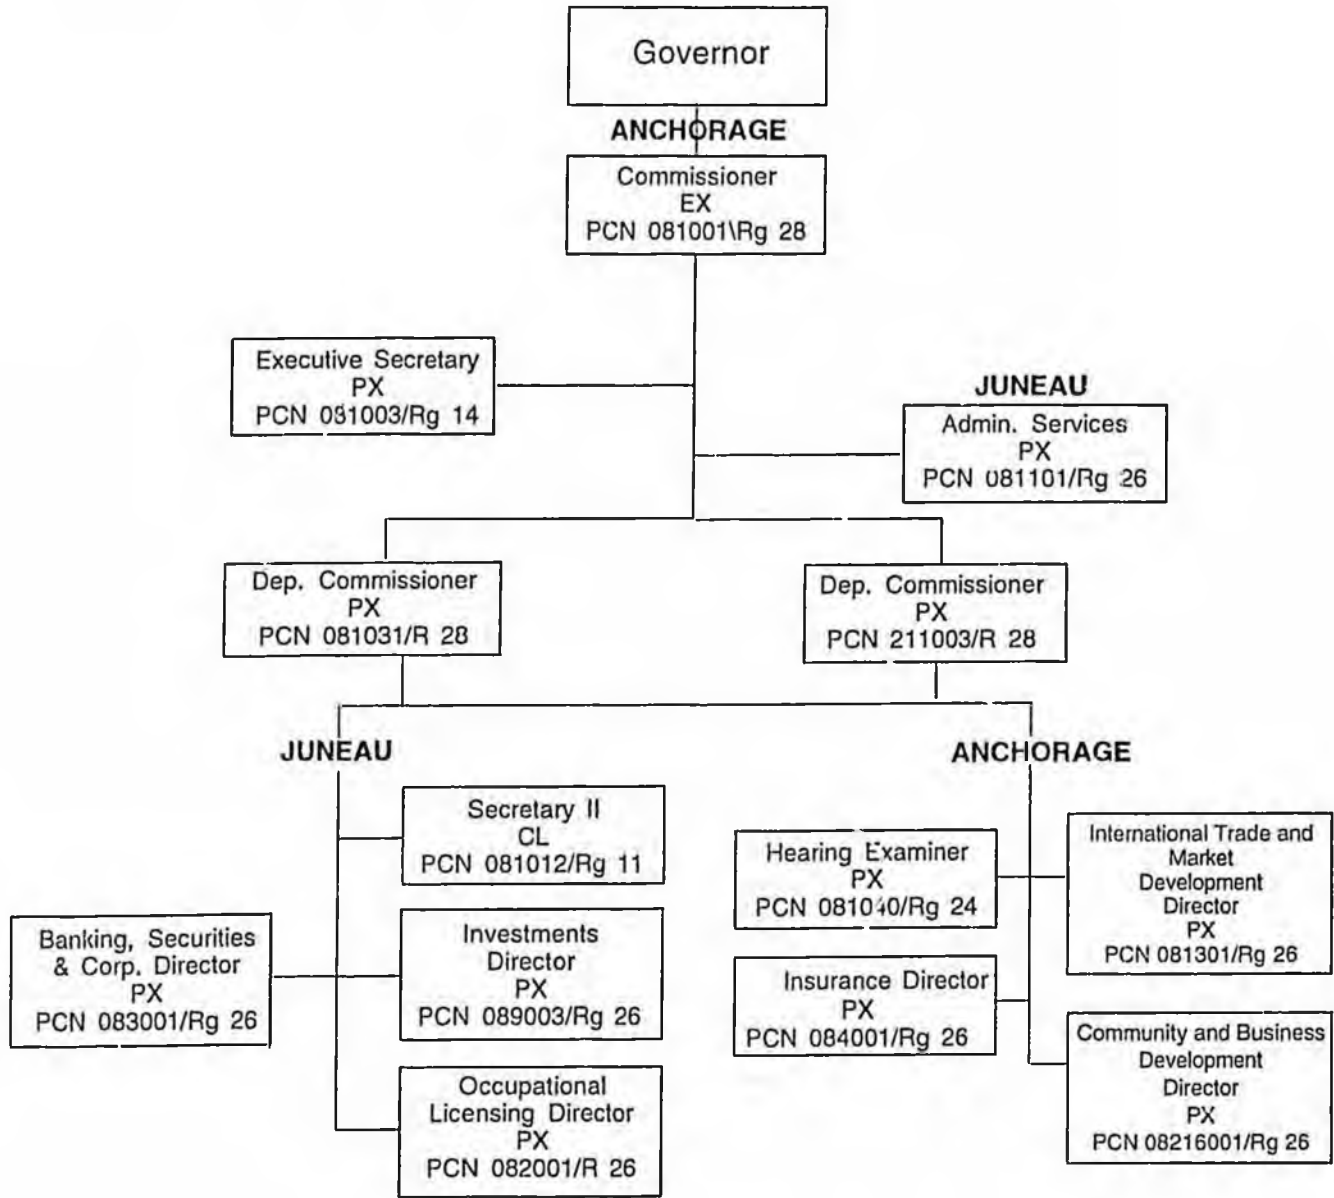 Governor
ANCHORAGE
Commissioner
EX
PCN 081001\Rg 28
Executive Secretary
PX
PCN 081003/Rg 14
JUNEAU
Admin. Services
PX
PCN 081101/Rg 26
Dep. Commissioner
PX
PCN 081031/R 28
Dep. Commissioner
PX
PCN 211003/R 28
JUNEAU
Secretary II
CL
PCN 081012/Rg 11
Banking, Securities
& Corp. Director
PX
PCN 083001/Rg 26
Investments
Director
PX
PCN 089003/Rg 26
Occupational
Licensing Director
PX
PCN 082001/R 26
ANCHORAGE
Hearing Examiner
PX
PCN 081040/Rg 24
International Trade and
Market
Development
Director
PX
PCN 081301/Rg 26
Insurance Director
PX
PCN 084001/Rg 26
Community and Business
Development
Director
PX
PCN 08216001/Rg 26